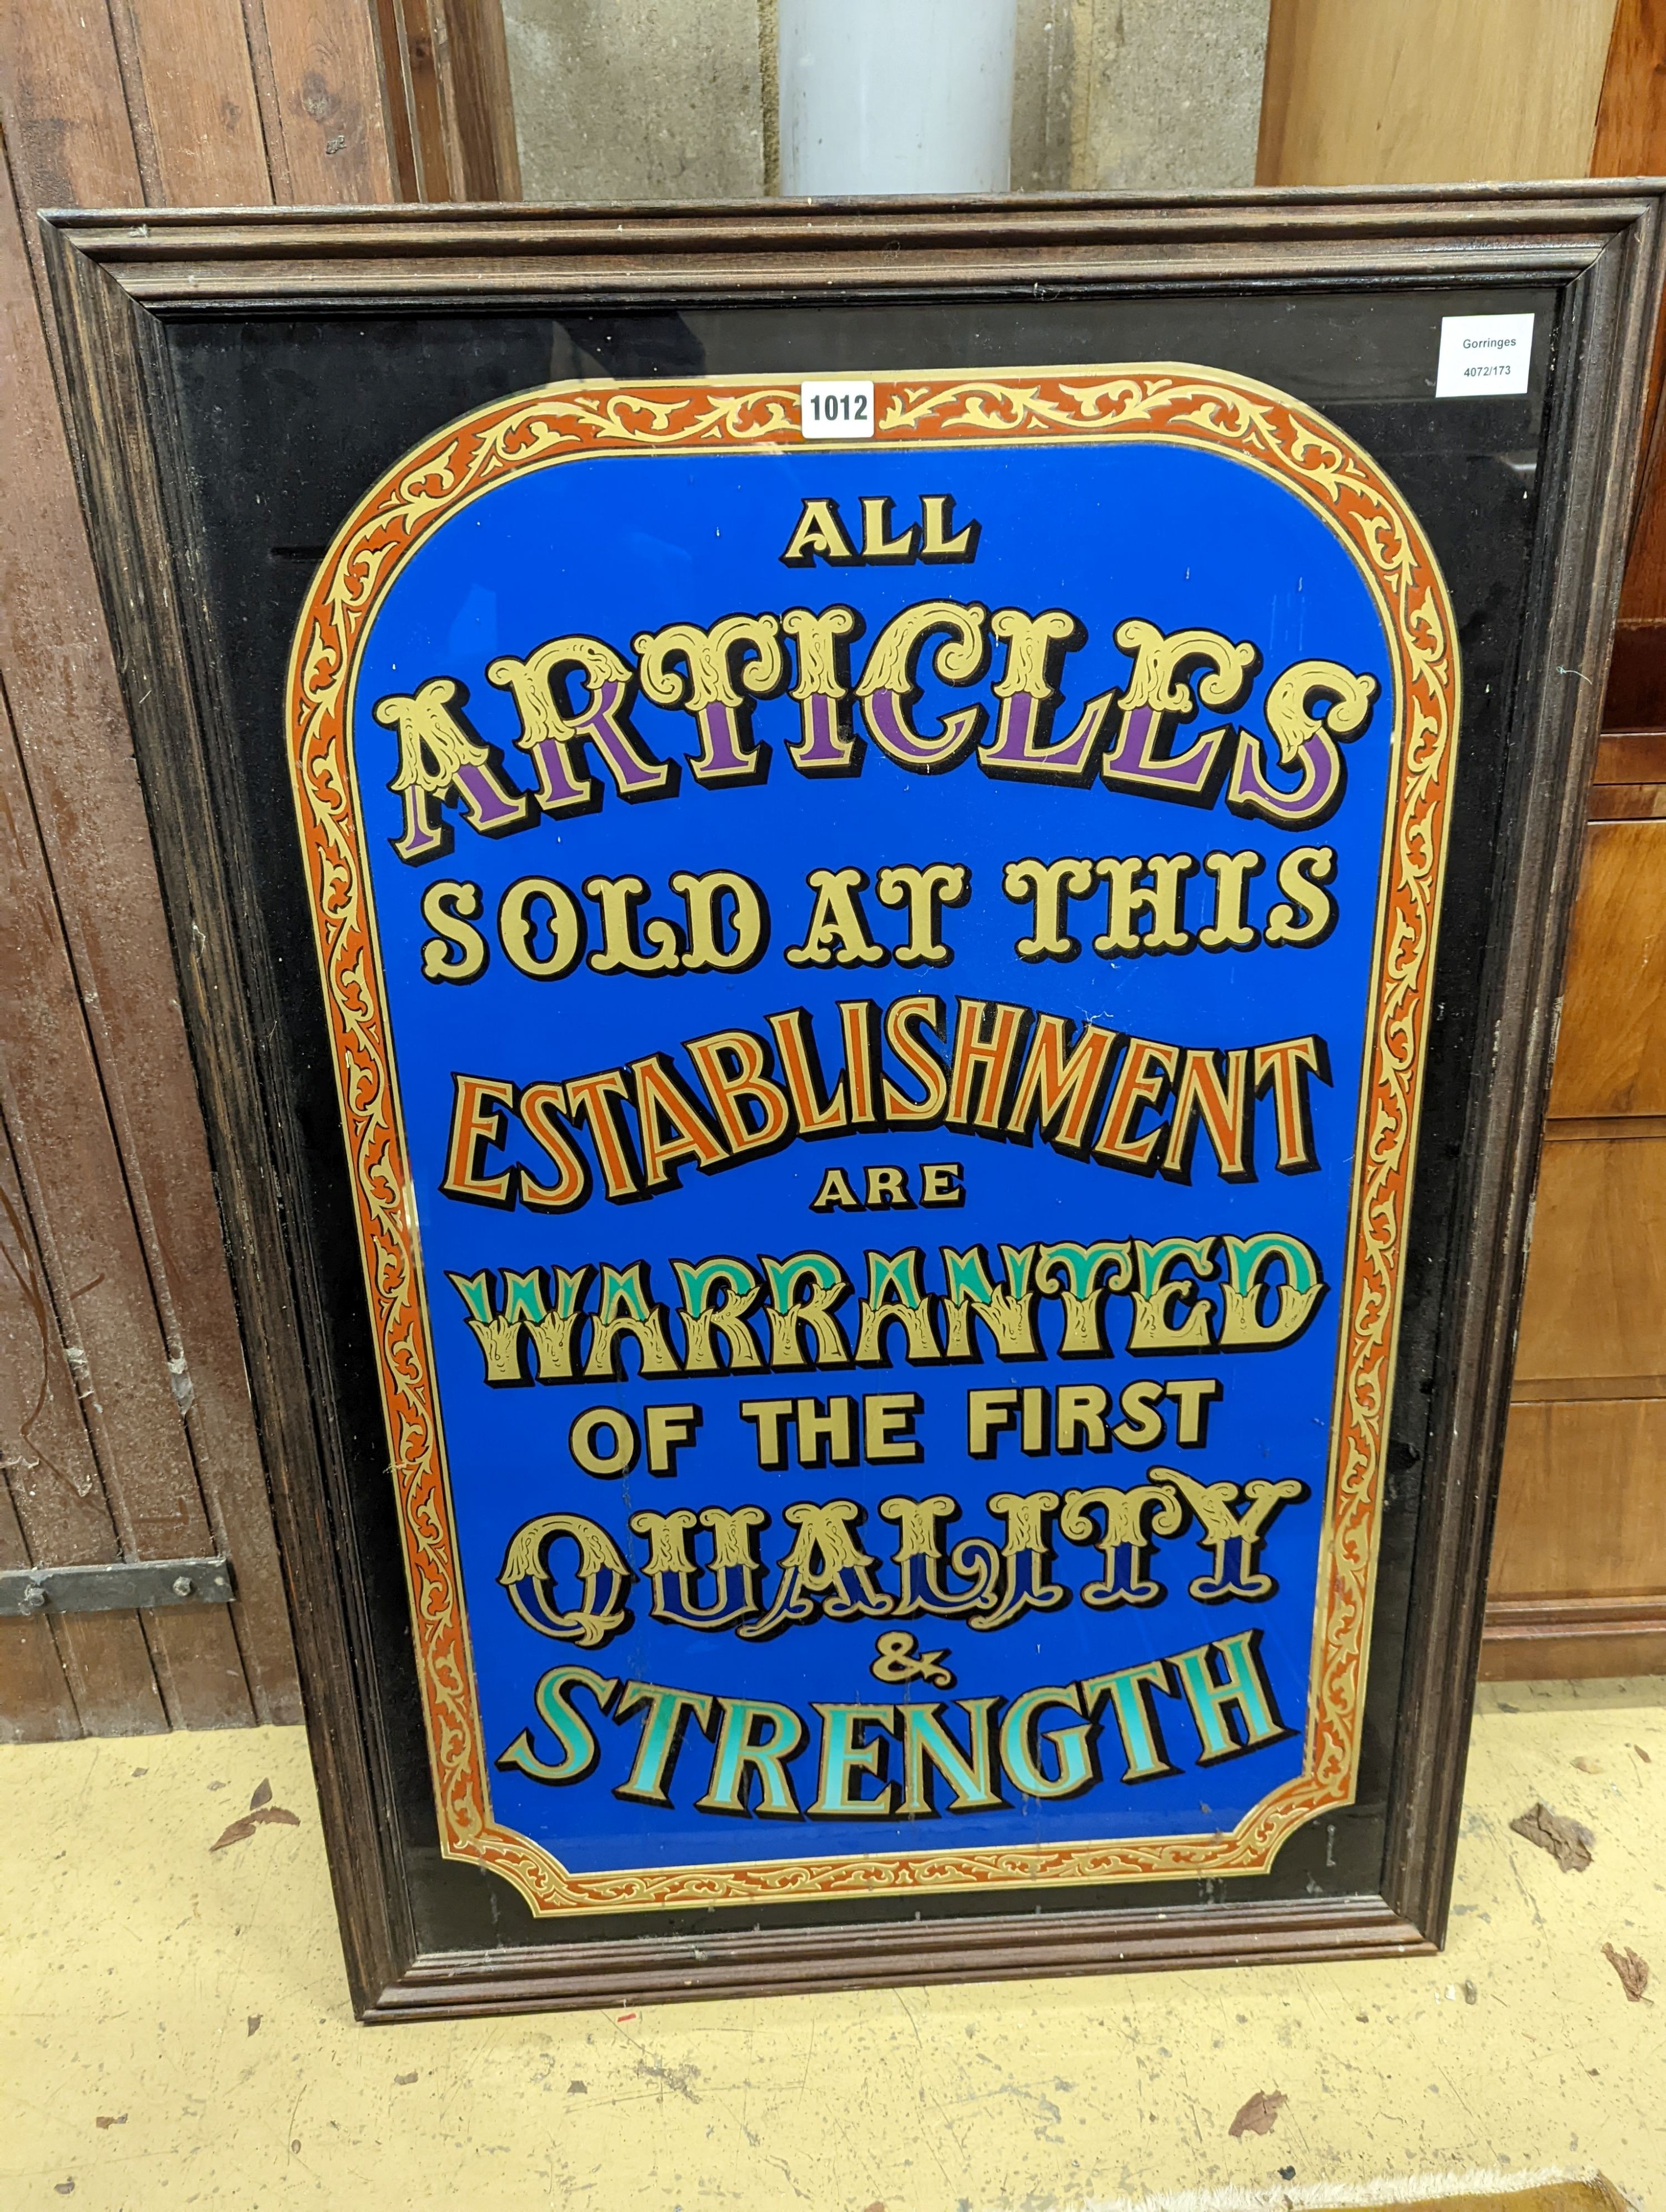 Gorringes
4072/173
1012
ALL
ARTICLES
SOLD AT THIS
ESTABLISHMENT
ARE
WARRANTED
OF THE FIRST
QUALITY
&
STRENGTH